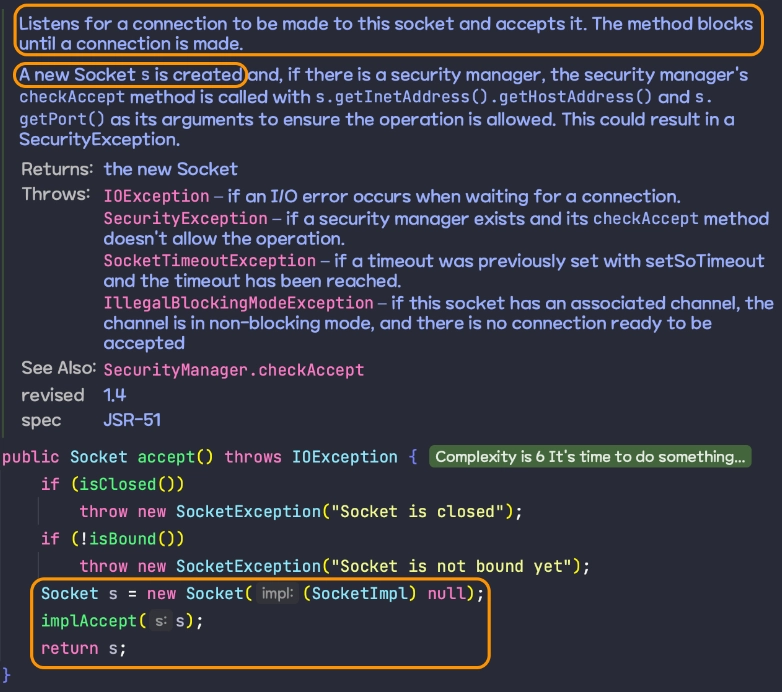 Listens for a connection to be made to this socket and accepts it. The method blocks
until a connection is made.
A new Socket s is created and, if there is a security manager, the security manager's
checkAccept method is called with s.getInetAddress().getHostAddress() and s.
getPort() as its arguments to ensure the operation is allowed. This could result in a
SecurityException.
Returns: the new Socket
Throws: IOException – if an I/O error occurs when waiting for a connection.
SecurityException – if a security manager exists and its checkAccept method
doesn't allow the operation.
SocketTimeoutException – if a timeout was previously set with setSoTimeout
and the timeout has been reached.
IllegalBlockingModeException – if this socket has an associated channel, the
channel is in non-blocking mode, and there is no connection ready to be
accepted
See Also: SecurityManager.checkAccept
revised 1.4
spec JSR-51
public Socket accept() throws IOException { Complexity is 6 It's time to do something...
if (isClosed())
throw new SocketException("Socket is closed");
if (!isBound())
throw new SocketException("Socket is not bound yet");
Socket s = new Socket( impl: (SocketImpl) null);
implAccept( s: s);
return s;
}